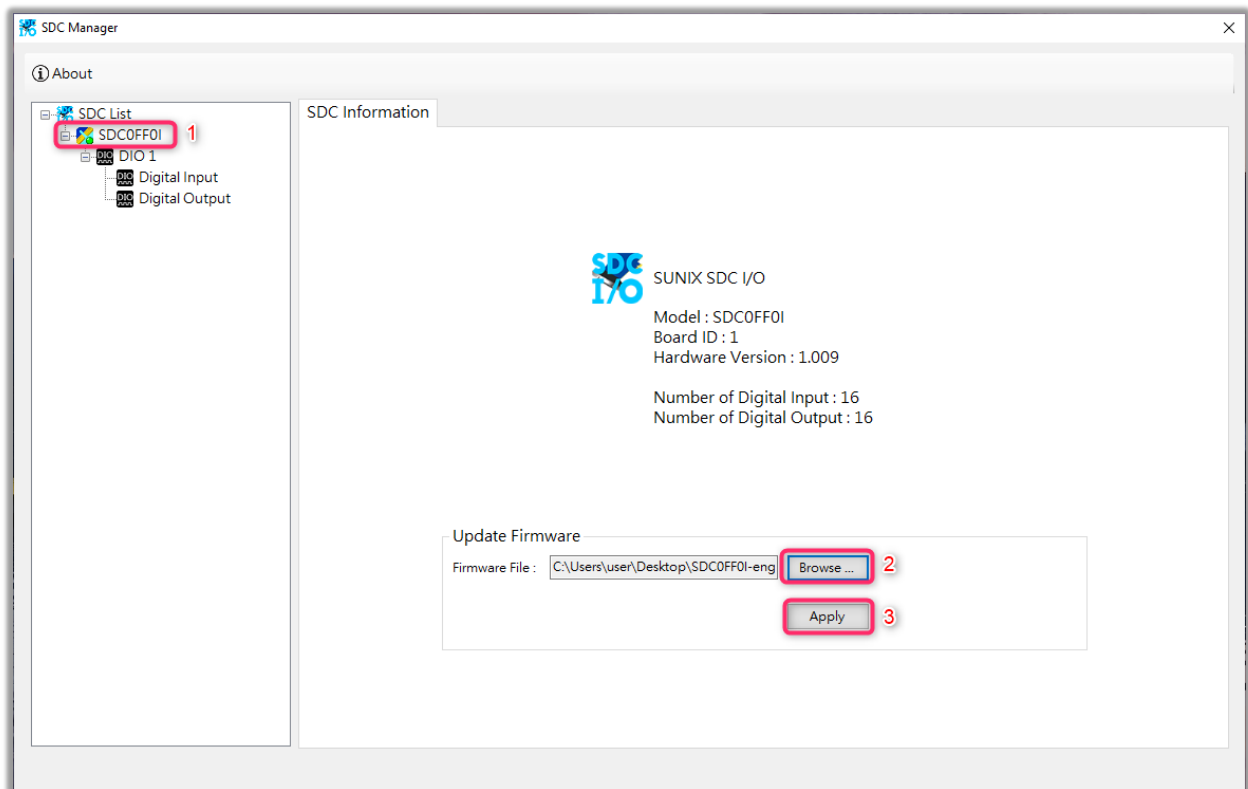 SDC Manager
About
SDC List
SDC0FF0I 1
DIO 1
Digital Input
Digital Output
SDC Information
SDC
I/O
SUNIX SDC I/O
Model : SDC0FF0I
Board ID : 1
Hardware Version : 1.009
Number of Digital Input : 16
Number of Digital Output : 16
Update Firmware
Firmware File : C:\Users\user\Desktop\SDC0FF0I-eng Browse ... 2
Apply 3